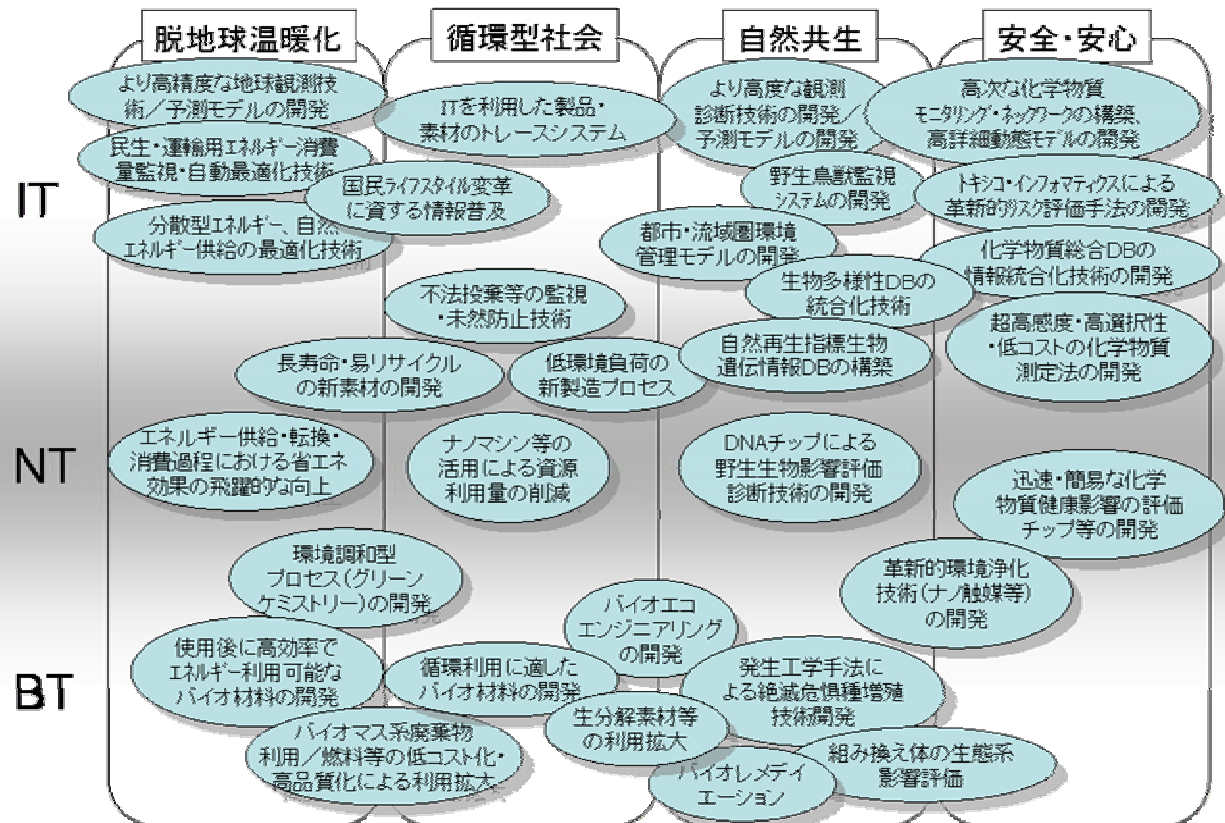 脱地球温暖化
循環型社会
自然共生
安全・安心
IT
より高精度な地球観測技
術／予測モデルの開発
民生・運輸用エネルギー消費
量監視・自動最適化技術
分散型エネルギー、自然
エネルギー供給の最適化技術
ITを利用した製品・
素材のトレースシステム
国民ライフスタイル変革
に資する情報普及
不法投棄等の監視
・未然防止技術
より高度な観測
診断技術の開発／
予測モデルの開発
野生鳥獣監視
システムの開発
都市・流域圏環境
管理モデルの開発
生物多様性DBの
統合化技術
自然再生指標生物
遺伝情報DBの構築
高次な化学物質
モニタリング・ネックワークの構築、
高詳細動態モデルの開発
トキシコ・インフォマティクスによる
革新的リスク評価手法の開発
化学物質総合DBの
情報統合化技術の開発
超高感度・高選択性
・低コストの化学物質
測定法の開発
NT
長寿命・易リサイクル
の新素材の開発
低環境負荷の
新製造プロセス
エネルギー供給・転換・
消費過程における省エネ
効果の飛躍的な向上
ナノマシン等の
活用による資源
利用量の削減
DNAチップによる
野生生物影響評価
診断技術の開発
迅速・簡易な化学
物質健康影響の評価
チップ等の開発
環境調和型
プロセス（グリーン
ケミストリー）の開発
革新的環境浄化
技術（ナノ触媒等）
の開発
BT
バイオエコ
エンジニアリング
の開発
使用後に高効率で
エネルギー利用可能な
バイオ材料の開発
循環利用に適した
バイオ材料の開発
発生工学手法に
よる絶滅危惧種増殖
技術開発
生分解素材等
の利用拡大
バイオマス系廃棄物
利用／燃料等の低コスト化・
高品質化による利用拡大
バイオレメディ
エーション
組み換え体の生態系
影響評価